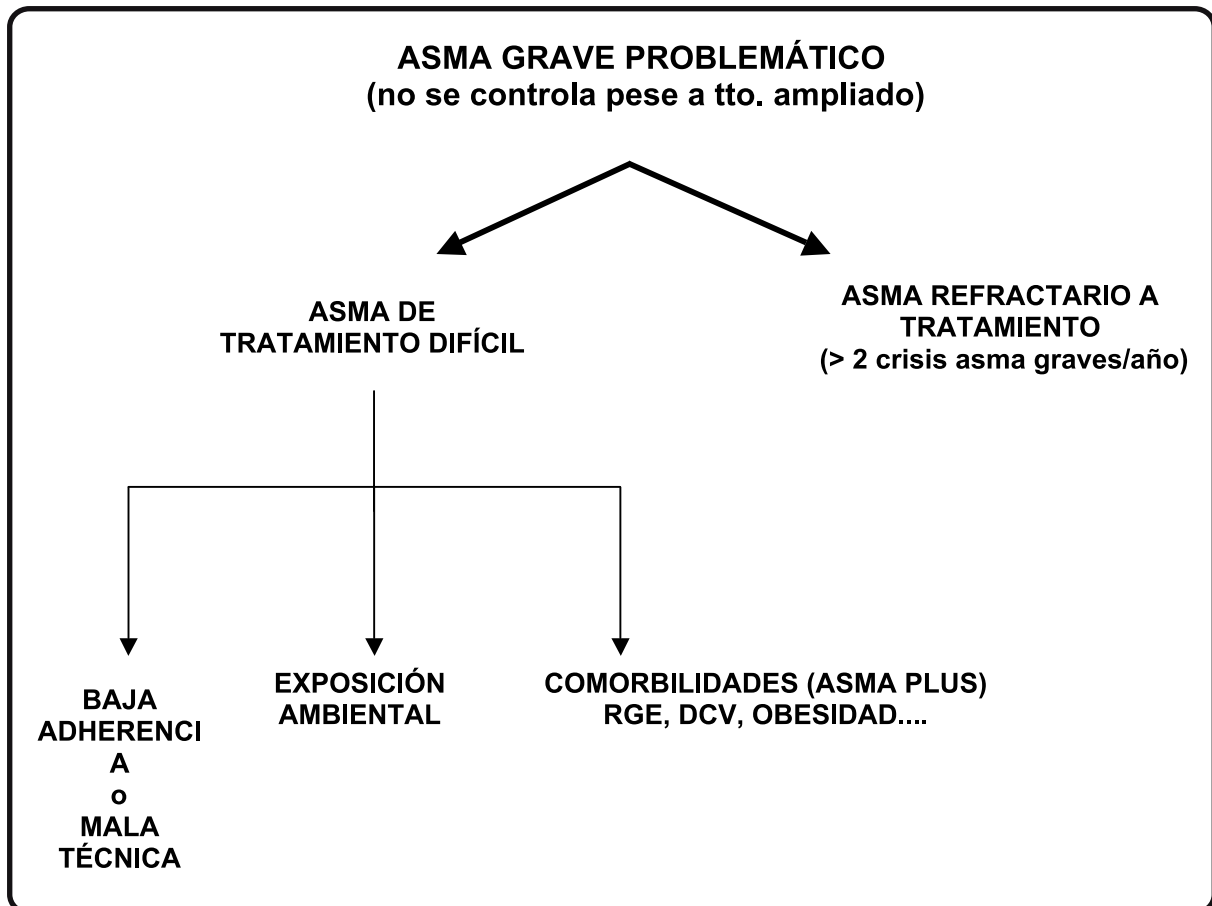 ASMA GRAVE PROBLEMÁTICO
(no se controla pese a tto. ampliado)
ASMA DE
TRATAMIENTO DIFÍCIL
ASMA REFRACTARIO A
TRATAMIENTO
(> 2 crisis asma graves/año)
BAJA
ADHERENCI
A
o
MALA
TÉCNICA
EXPOSICIÓN
AMBIENTAL
COMORBILIDADES (ASMA PLUS)
RGE, DCV, OBESIDAD....